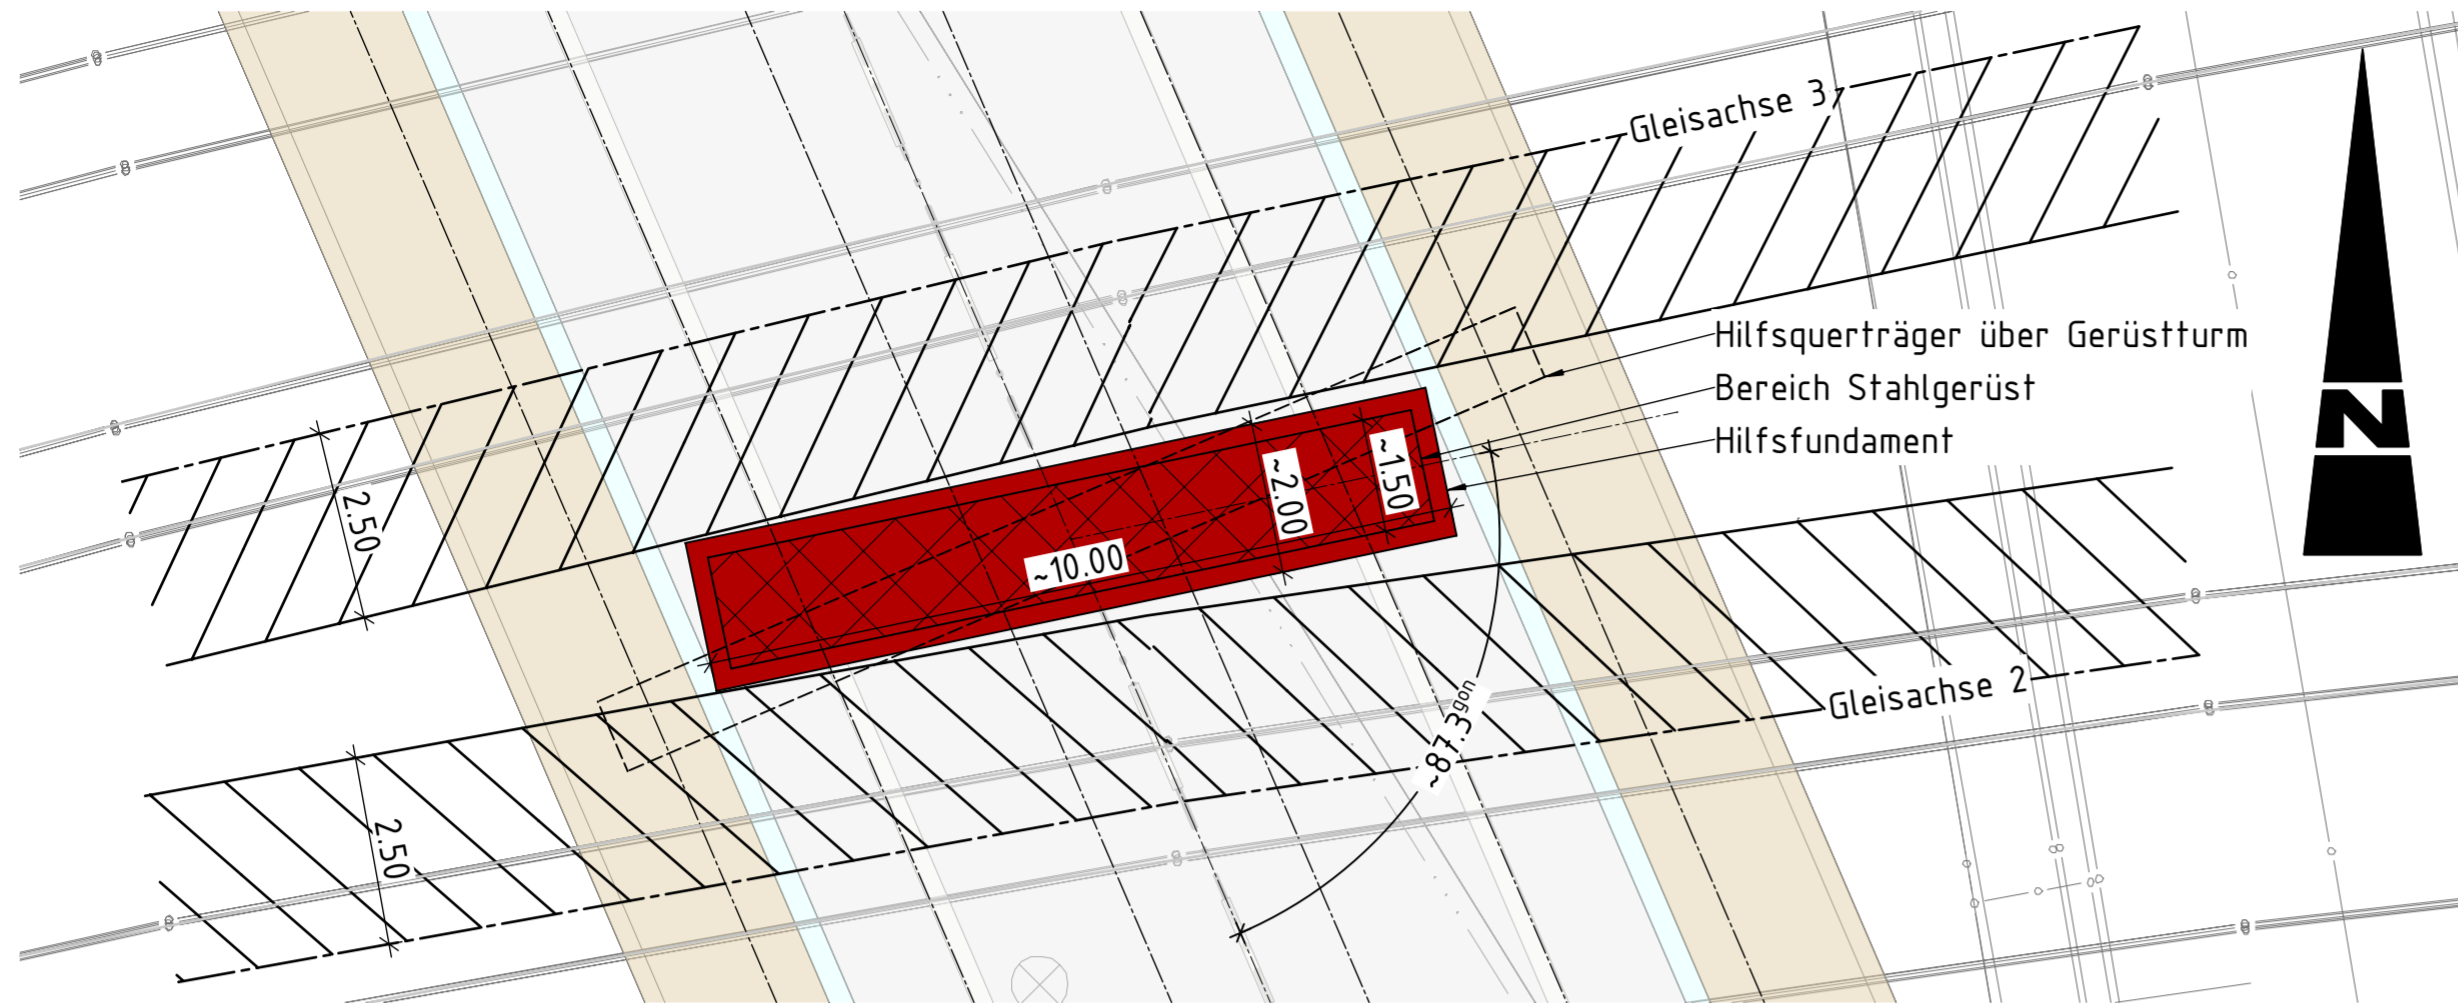 Gleisachse 3
N
Hilfsquerträger über Gerüstturm
Bereich Stahlgerüst
Hilfsfundament
~1.50
~2.00
2.50
~10.00
Gleisachse 2
~87.3gon
2.50